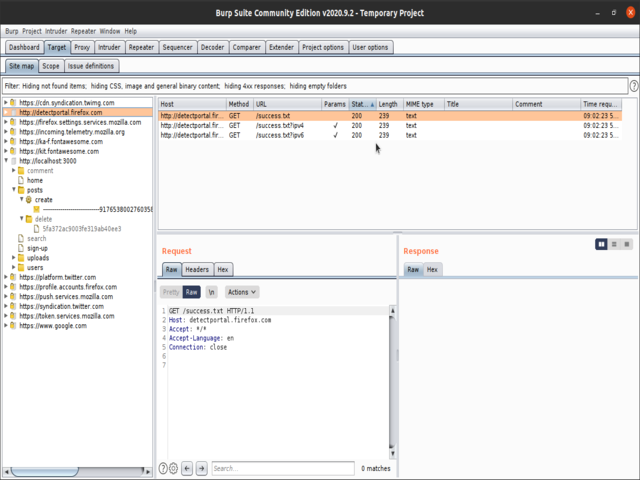 Burp Suite Community Edition v2020.9.2 - Temporary Project
Burp Project Intruder Repeater Window Help
Dashboard Target Proxy Intruder Repeater Sequencer Decoder Comparer Extender Project options User options
Site map Scope Issue definitions
Filter: Hiding not found items; hiding CSS, image and general binary content; hiding 4xx responses; hiding empty folders
https://cdn.syndication.twimg.com
http://detectportal.firefox.com
https://firefox.settings.services.mozilla.com
https://incoming.telemetry.mozilla.org
https://ka-f.fontawesome.com
https://kit.fontawesome.com
http://localhost:3000
comment
home
posts
create
delete
5fa372ac9003fe319ab40ee3
search
sign-up
uploads
users
https://platform.twitter.com
https://profile.accounts.firefox.com
https://push.services.mozilla.com
https://syndication.twitter.com
https://token.services.mozilla.com
https://www.google.com
Host Method URL Params Stat... Length MIME type Title Comment Time requ...
http://detectportal.fir... GET /success.txt 200 239 text 09:02:23 5...
http://detectportal.fir... GET /success.txt?ipv4 ✓ 200 239 text 09:02:23 5...
http://detectportal.fir... GET /success.txt?ipv6 ✓ 200 239 text 09:02:23 5...
Request
Raw Headers Hex
Pretty Raw \n Actions
1 GET /success.txt HTTP/1.1
2 Host: detectportal.firefox.com
3 Accept: */*
4 Accept-Language: en
5 Connection: close
6
7
Search... 0 matches
Response
Raw Hex